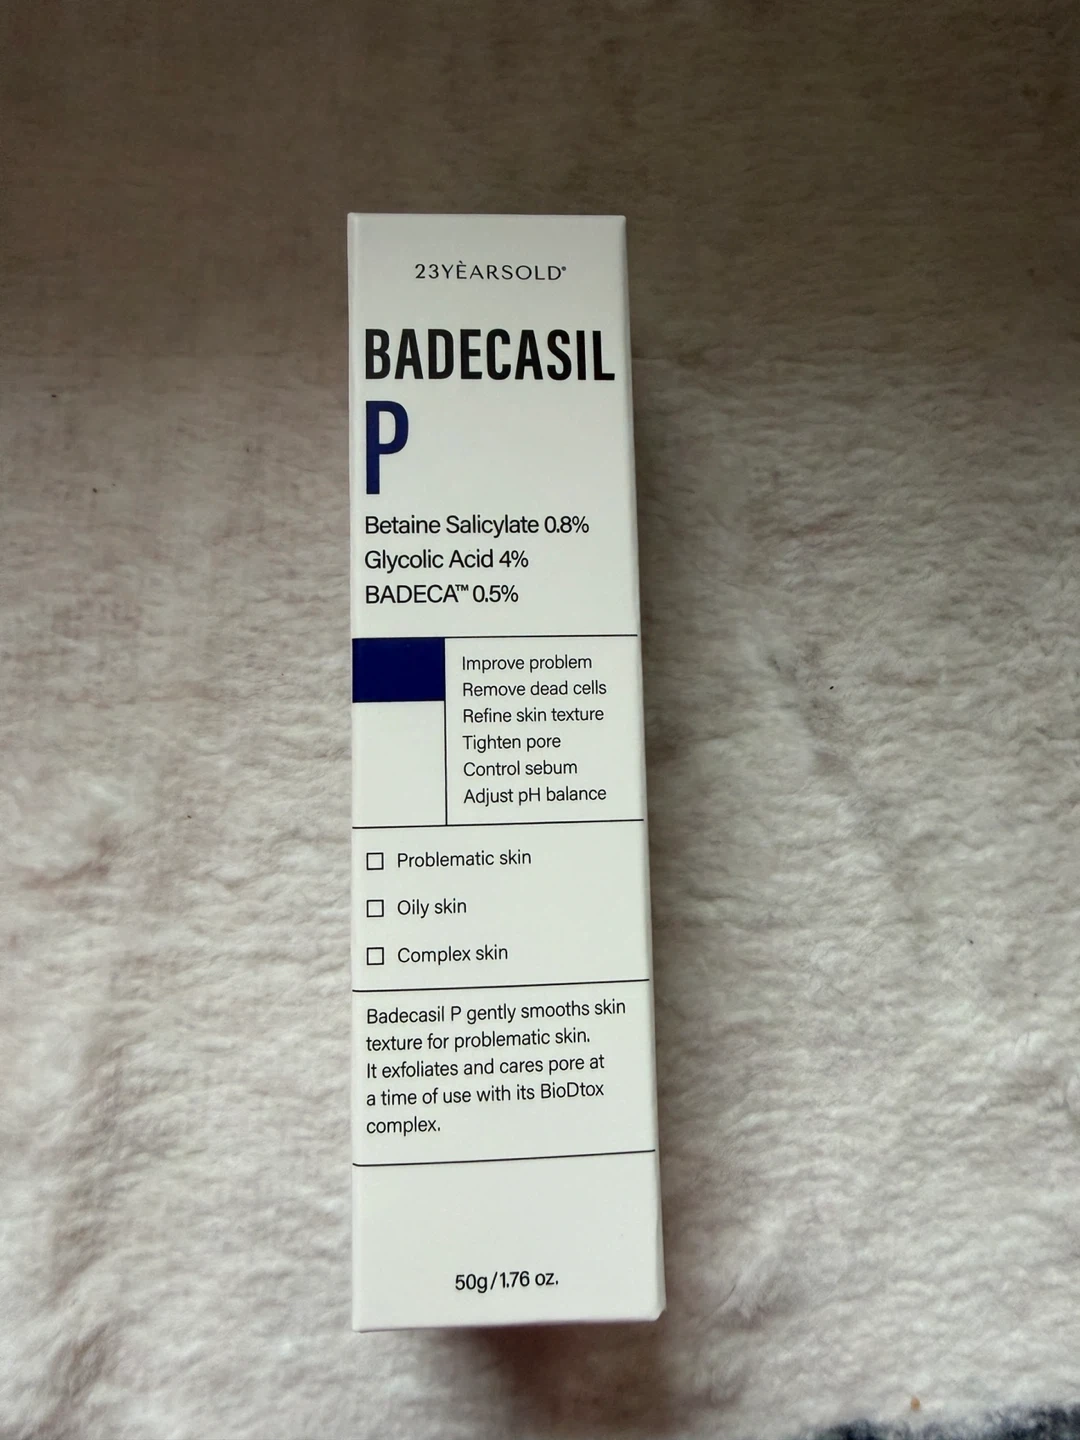 23YÈARSOLD®
BADECASIL
P
Betaine Salicylate 0.8%
Glycolic Acid 4%
BADECA™ 0.5%
Improve problem
Remove dead cells
Refine skin texture
Tighten pore
Control sebum
Adjust pH balance
Problematic skin
Oily skin
Complex skin
Badecasil P gently smooths skin
texture for problematic skin.
It exfoliates and cares pore at
a time of use with its BioDtox
complex.
50g/1.76 oz.